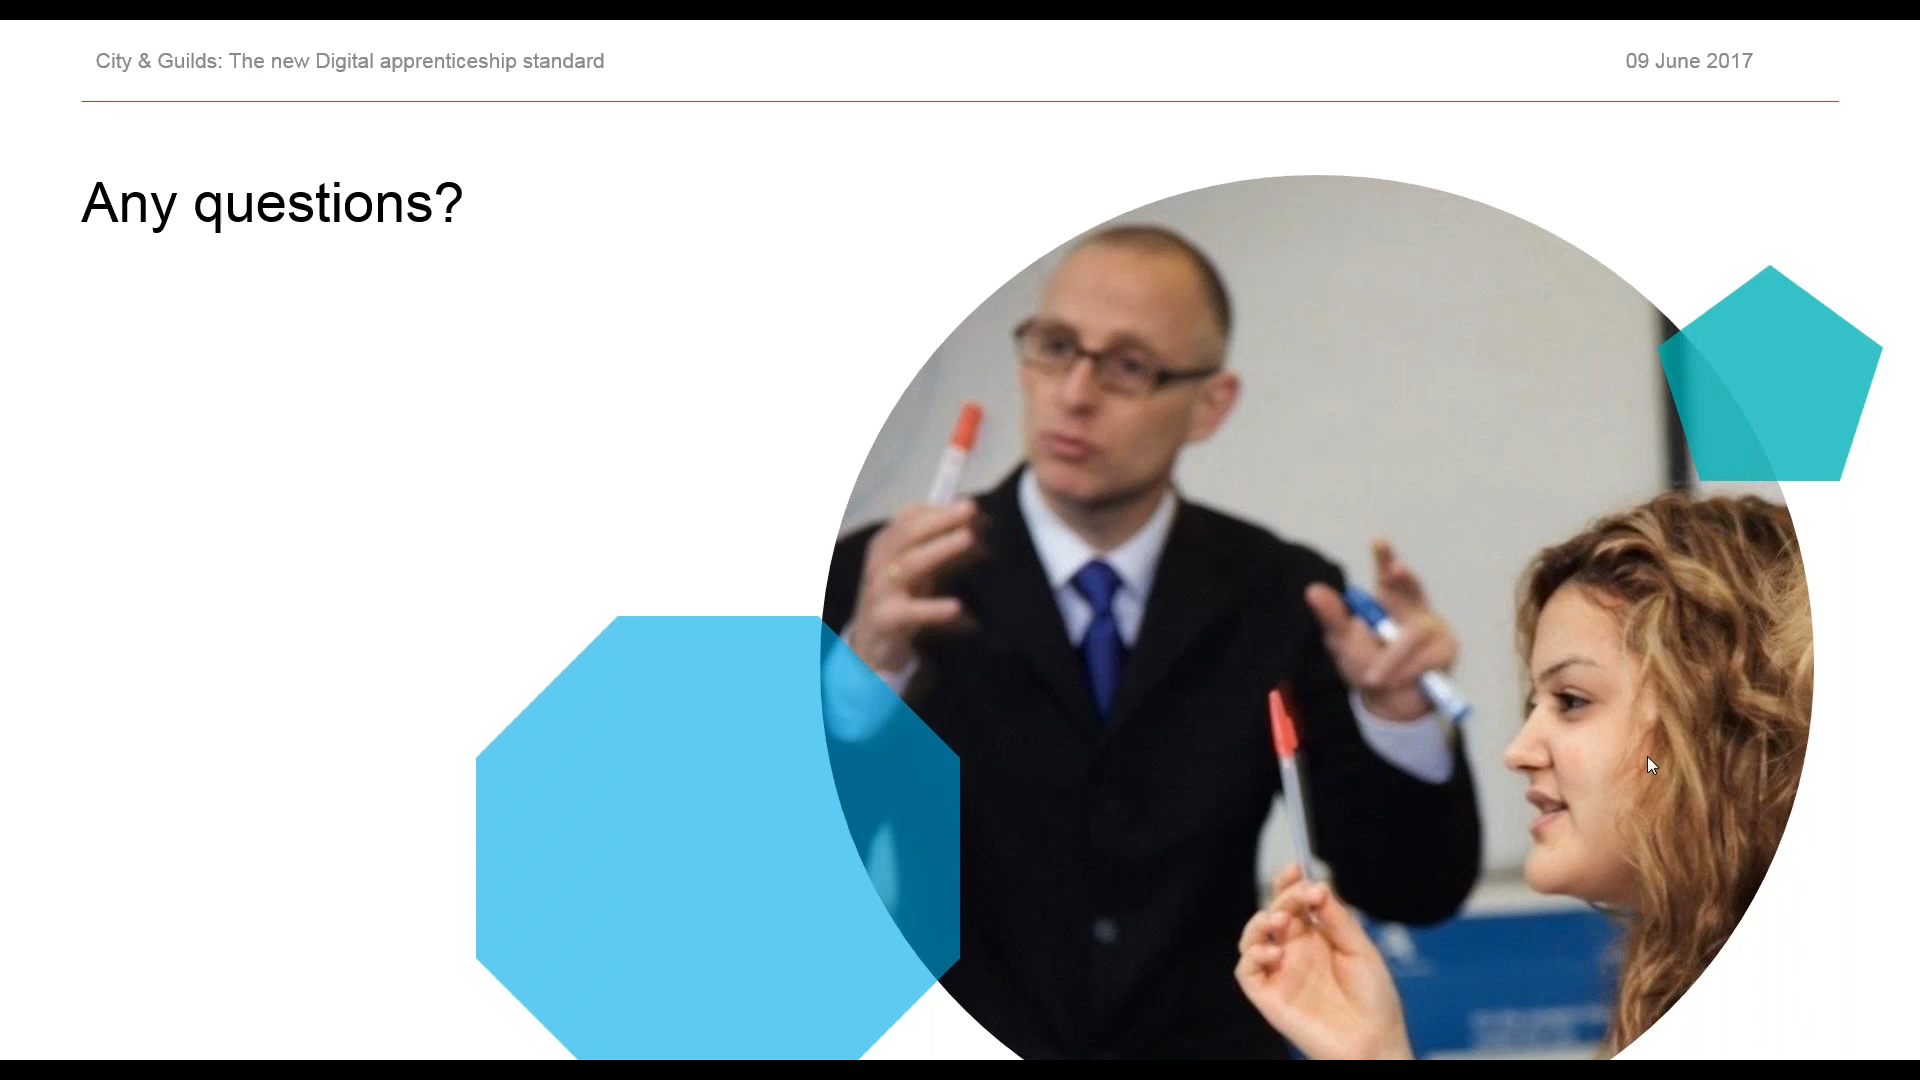 City & Guilds: The new Digital apprenticeship standard
09 June 2017
Any questions?